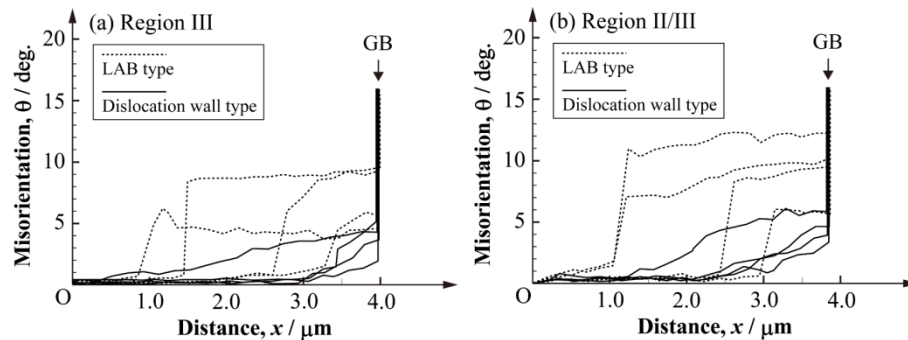 (a) Region III
LAB type
Dislocation wall type
GB
20
15
10
5
O
1.0
2.0
3.0
4.0
Misorientation, θ / deg.
Distance, x / μm
(b) Region II/III
LAB type
Dislocation wall type
GB
20
15
10
5
O
1.0
2.0
3.0
4.0
Misorientation, θ / deg.
Distance, x / μm